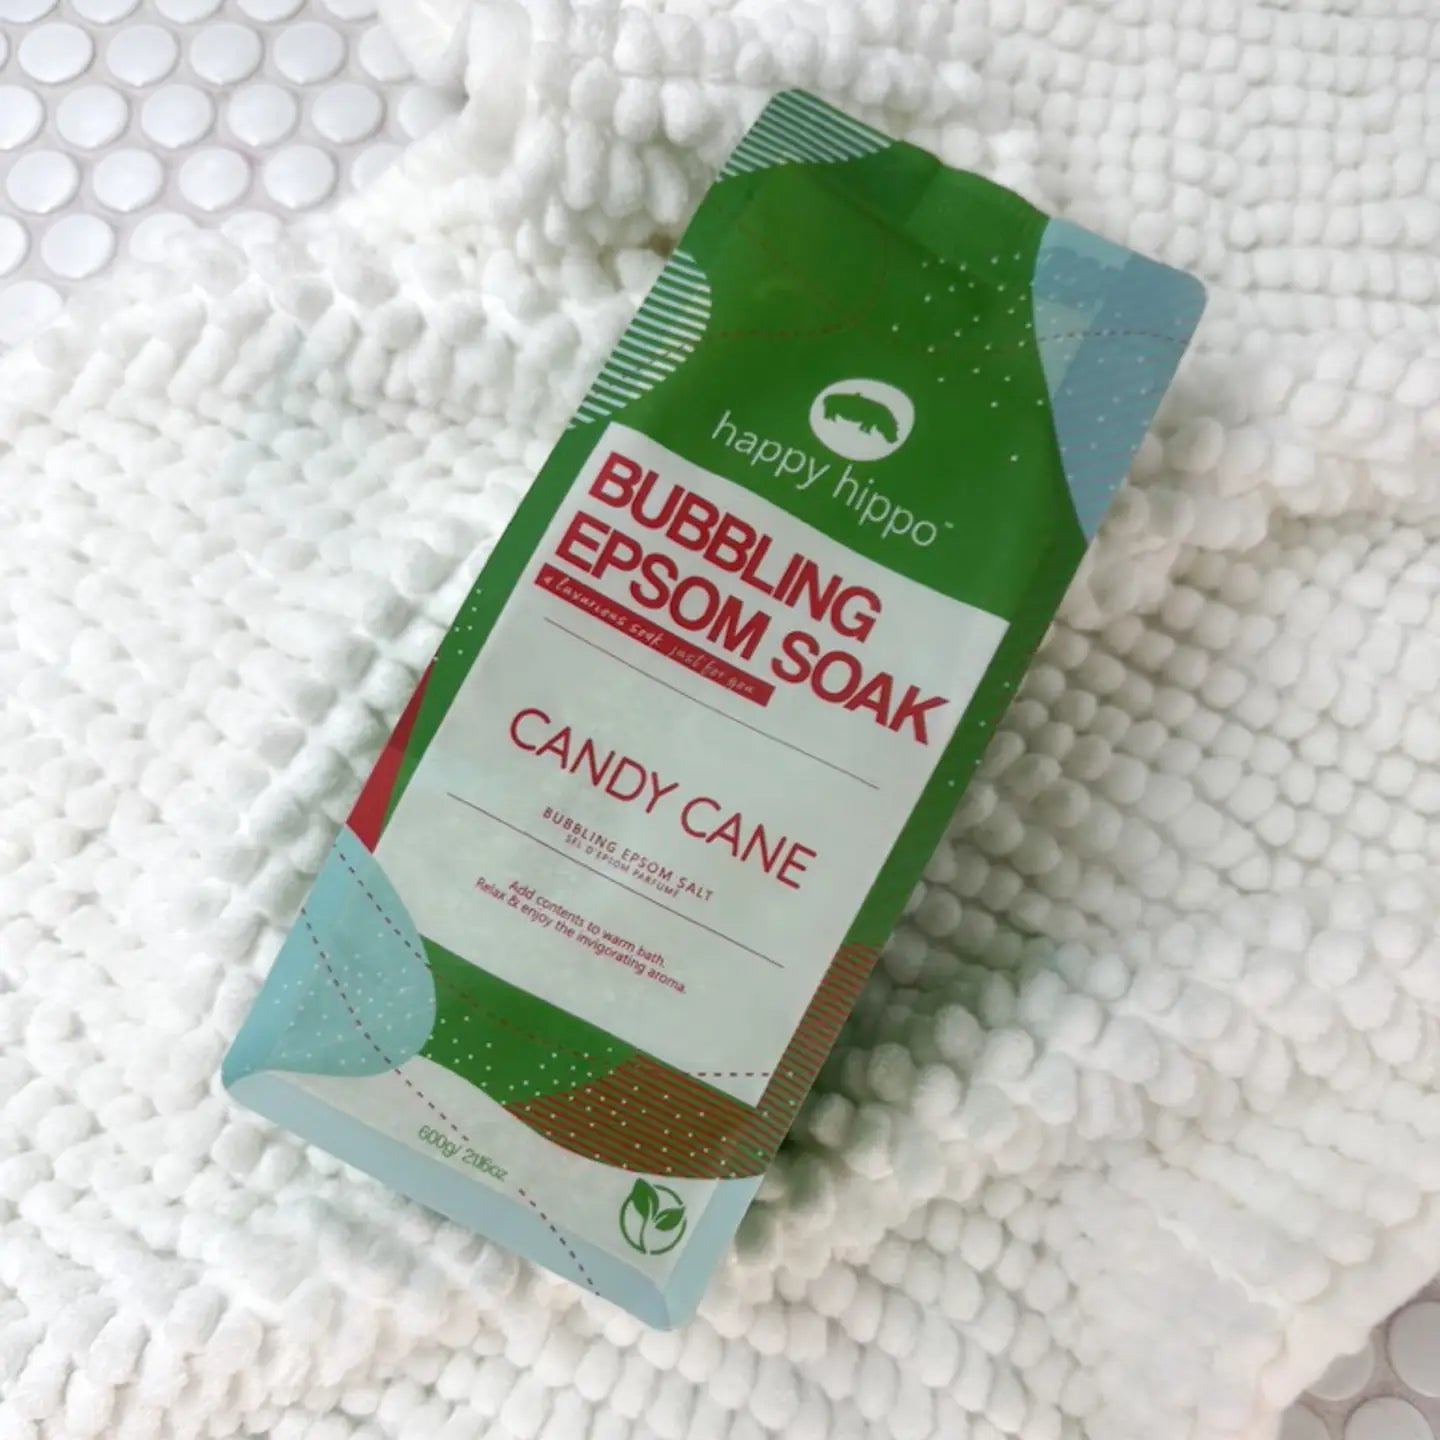 happy hippo™
BUBBLING
EPSOM SOAK
a luxurious soak just for you
CANDY CANE
BUBBLING EPSOM SALT
SEL D'EPSOM PARFUMÉ
Add contents to warm bath.
Relax & enjoy the invigorating aroma.
600g/ 21.16oz